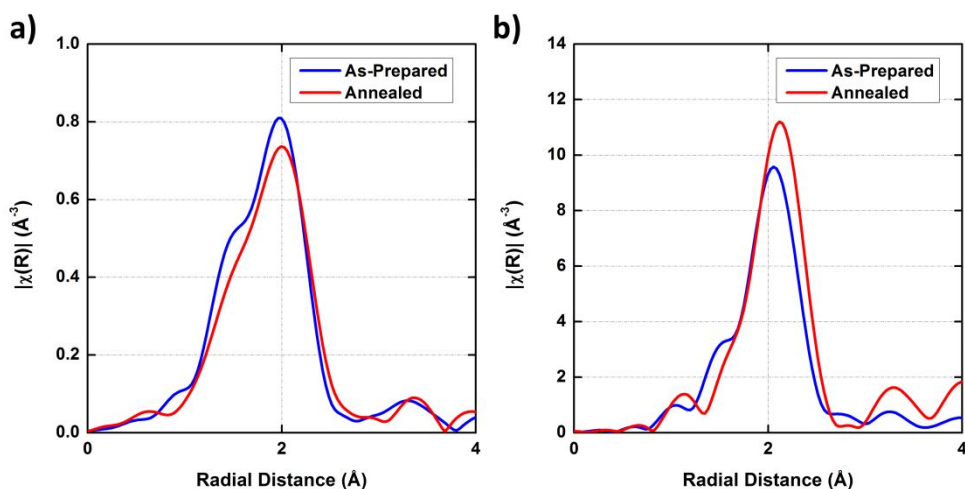 a)
1.0
0.8
0.6
0.4
0.2
0.0
|χ(R)| (Å⁻³)
As-Prepared
Annealed
0
2
4
Radial Distance (Å)
b)
14
12
10
8
6
4
2
0
|χ(R)| (Å⁻³)
As-Prepared
Annealed
0
1
2
3
4
Radial Distance (Å)